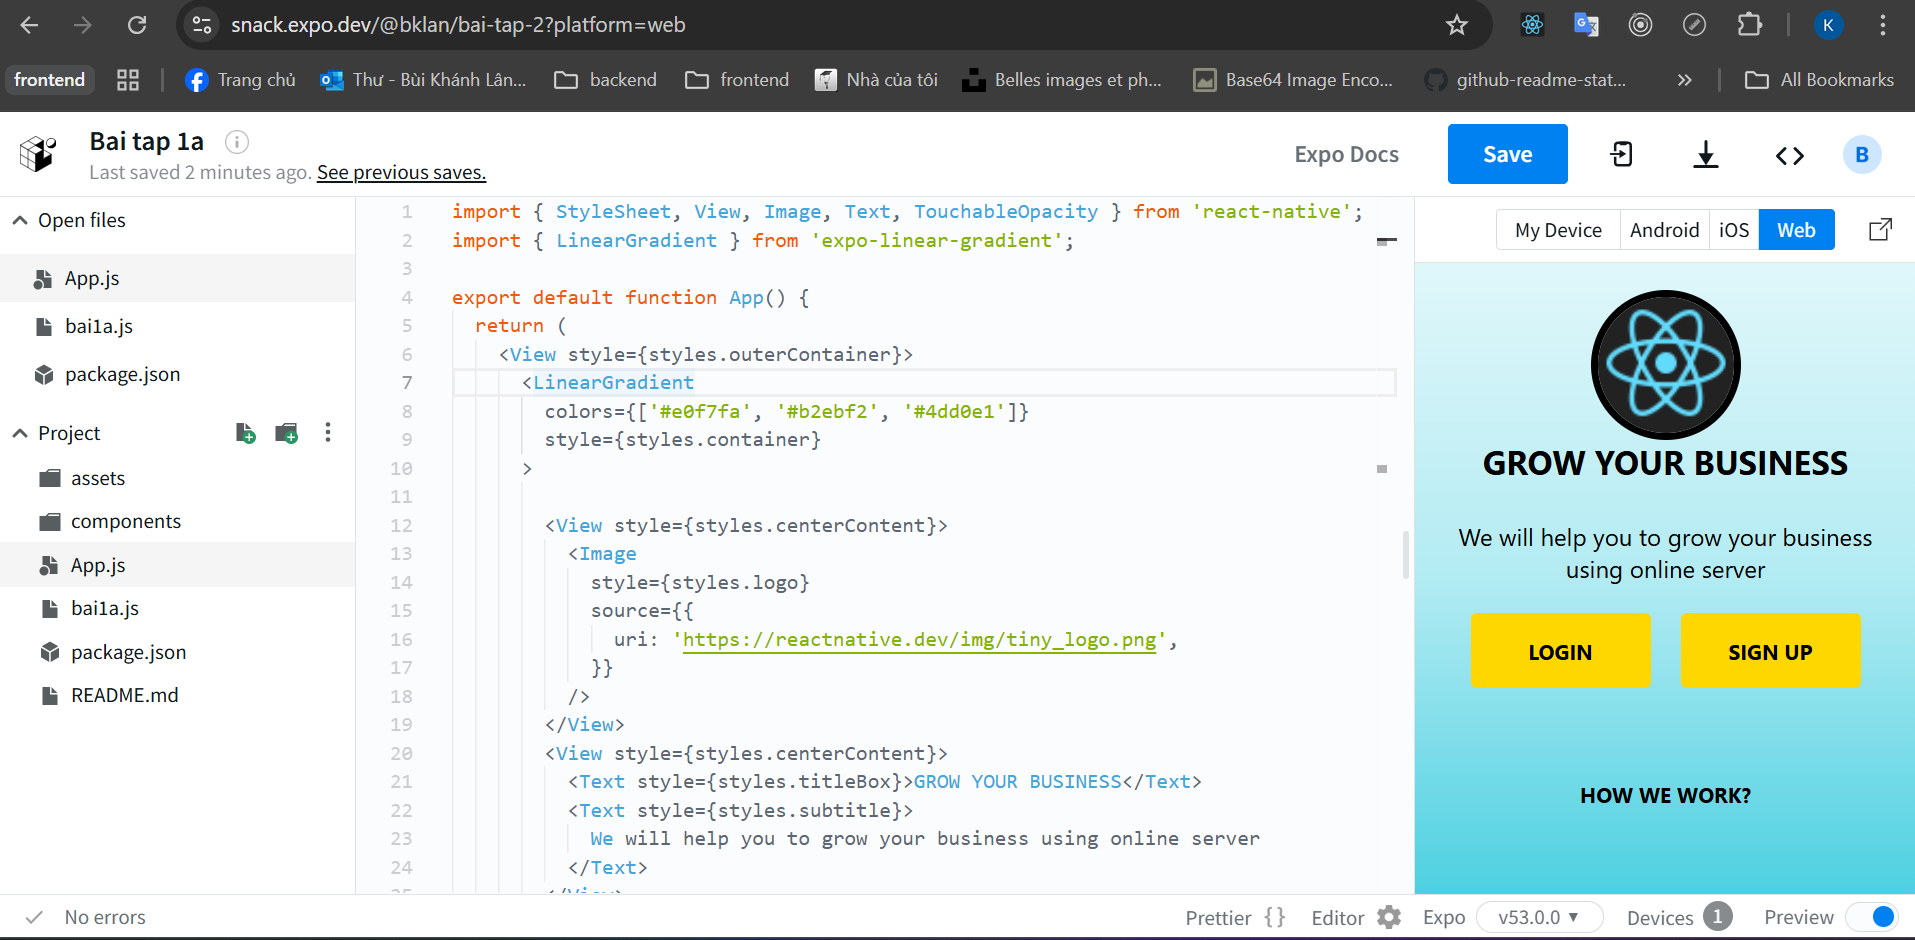 snack.expo.dev/@bklan/bai-tap-2?platform=web
K
frontend
Trang chủ
Thư - Bùi Khánh Lân...
backend
frontend
Nhà của tôi
Belles images et ph...
Base64 Image Enco...
github-readme-stat...
»
All Bookmarks
Bai tap 1a
Last saved 2 minutes ago. See previous saves.
Expo Docs
Save
B
Open files
App.js
bai1a.js
package.json
Project
assets
components
App.js
bai1a.js
package.json
README.md
1 import { StyleSheet, View, Image, Text, TouchableOpacity } from 'react-native';
2 import { LinearGradient } from 'expo-linear-gradient';
3
4 export default function App() {
5 return (
6 <View style={styles.outerContainer}>
7 <LinearGradient
8 colors={['#e0f7fa', '#b2ebf2', '#4dd0e1']}
9 style={styles.container}
10 >
11
12 <View style={styles.centerContent}>
13 <Image
14 style={styles.logo}
15 source={{
16 uri: 'https://reactnative.dev/img/tiny_logo.png',
17 }}
18 />
19 </View>
20 <View style={styles.centerContent}>
21 <Text style={styles.titleBox}>GROW YOUR BUSINESS</Text>
22 <Text style={styles.subtitle}>
23 We will help you to grow your business using online server
24 </Text>
25 </View>
My Device
Android
iOS
Web
GROW YOUR BUSINESS
We will help you to grow your business
using online server
LOGIN
SIGN UP
HOW WE WORK?
No errors
Prettier { }
Editor
Expo
v53.0.0 ▼
Devices 1
Preview